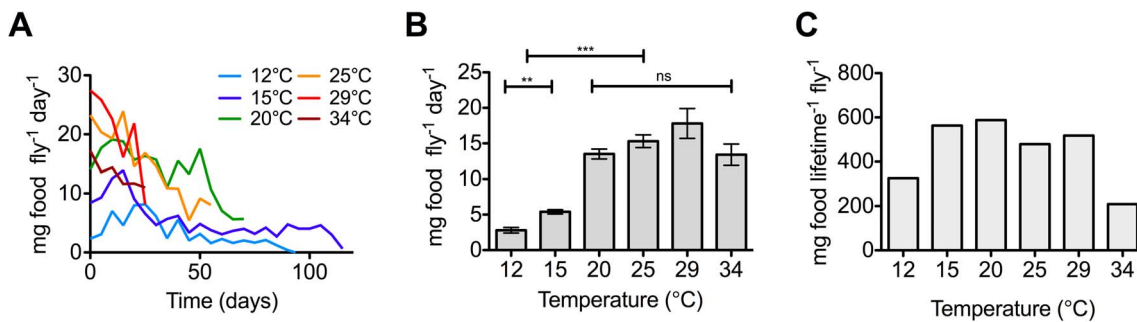 A
mg food fly⁻¹ day⁻¹
30
20
10
0
12°C
15°C
20°C
25°C
29°C
34°C
0 50 100
Time (days)
B
mg food fly⁻¹ day⁻¹
25
20
15
10
5
0
***
**
ns
12 15 20 25 29 34
Temperature (°C)
C
mg food lifetime⁻¹ fly⁻¹
800
600
400
200
0
12 15 20 25 29 34
Temperature (°C)